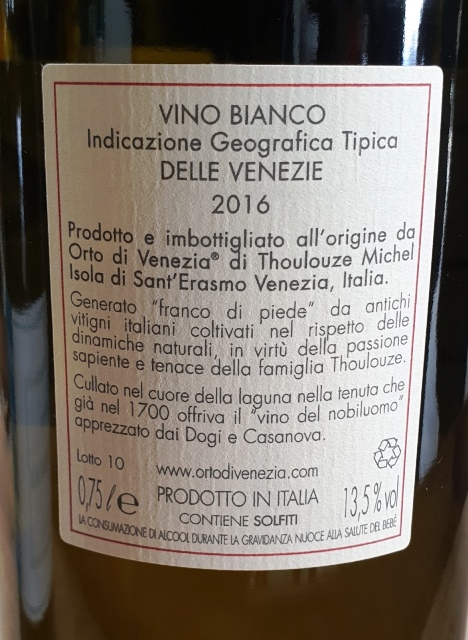 VINO BIANCO
Indicazione Geografica Tipica
DELLE VENEZIE
2016
Prodotto e imbottigliato all'origine da
Orto di Venezia® di Thoulouze Michel
Isola di Sant'Erasmo Venezia, Italia.
Generato "franco di piede" da antichi
vitigni italiani coltivati nel rispetto delle
dinamiche naturali, in virtù della passione
sapiente e tenace della famiglia Thoulouze.
Cullato nel cuore della laguna nella tenuta che
già nel 1700 offriva il "vino del nobiluomo"
apprezzato dai Dogi e Casanova.
Lotto 10
www.ortodivenezia.com
0,75 l e PRODOTTO IN ITALIA 13,5% vol
CONTIENE SOLFITI
LA CONSUMAZIONE DI ALCOOL DURANTE LA GRAVIDANZA NUOCE ALLA SALUTE DEL BEBÈ